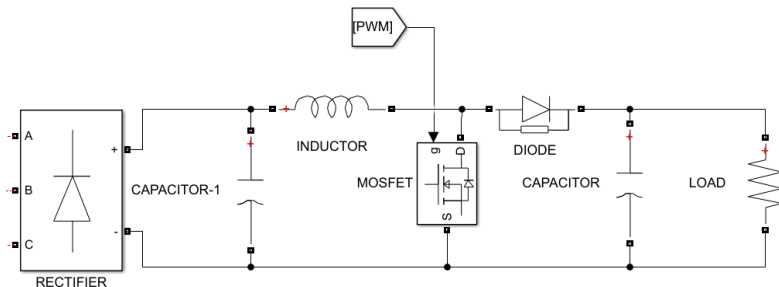 [PWM]
A
B
C
+
-
RECTIFIER
CAPACITOR-1
+
+
INDUCTOR
g
D
S
MOSFET
DIODE
+
CAPACITOR
+
LOAD